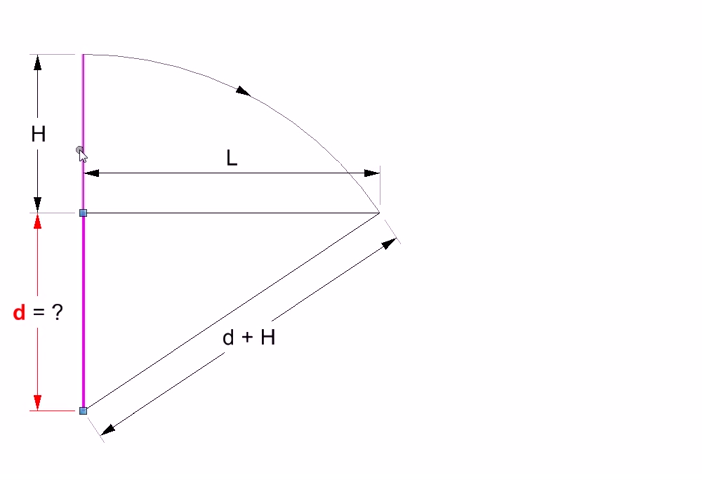 H
L
d = ?
d + H